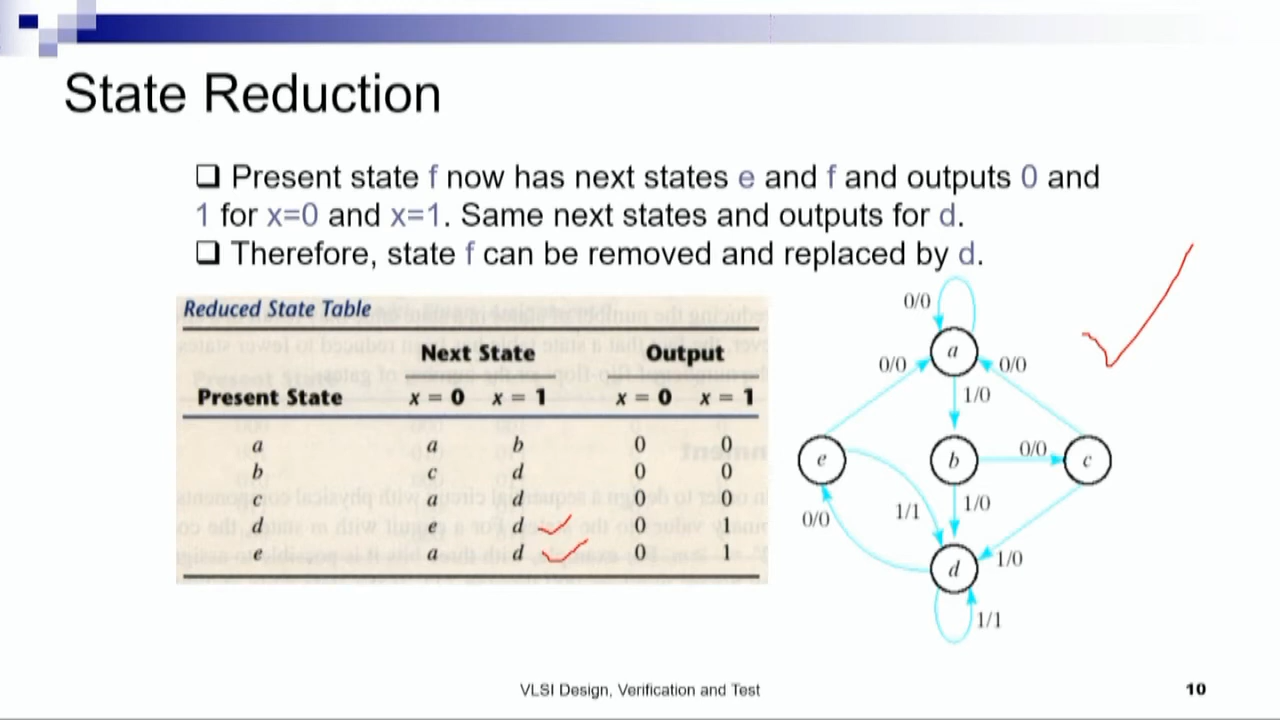 State Reduction
❑ Present state f now has next states e and f and outputs 0 and
1 for x=0 and x=1. Same next states and outputs for d.
❑ Therefore, state f can be removed and replaced by d.
Reduced State Table
Next State Output
Present State x = 0 x = 1 x = 0 x = 1
a a b 0 0
b c d 0 0
c a d 0 0
d e d 0 1
e a d 0 1
0/0
a
0/0 0/0
1/0
e b 0/0 c
0/0 1/1 1/0
d 1/0
1/1
VLSI Design, Verification and Test 10